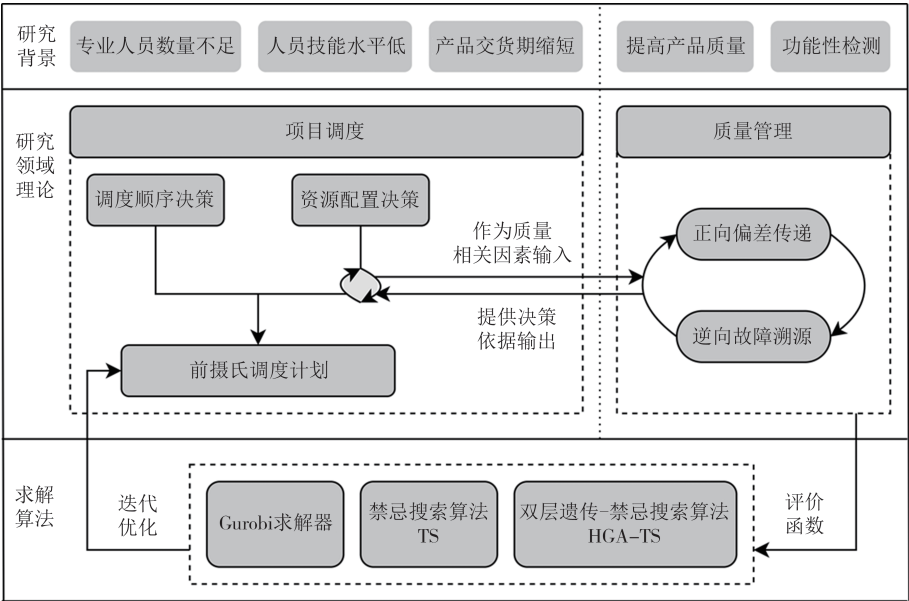 研究
背景
专业人员数量不足
人员技能水平低
产品交货期缩短
提高产品质量
功能性检测
研究
领域
理论
项目调度
质量管理
调度顺序决策
资源配置决策
作为质量
相关因素输入
正向偏差传递
提供决策
依据输出
逆向故障溯源
前摄氏调度计划
求解
算法
迭代
优化
Gurobi求解器
禁忌搜索算法
TS
双层遗传-禁忌搜索算法
HGA-TS
评价
函数